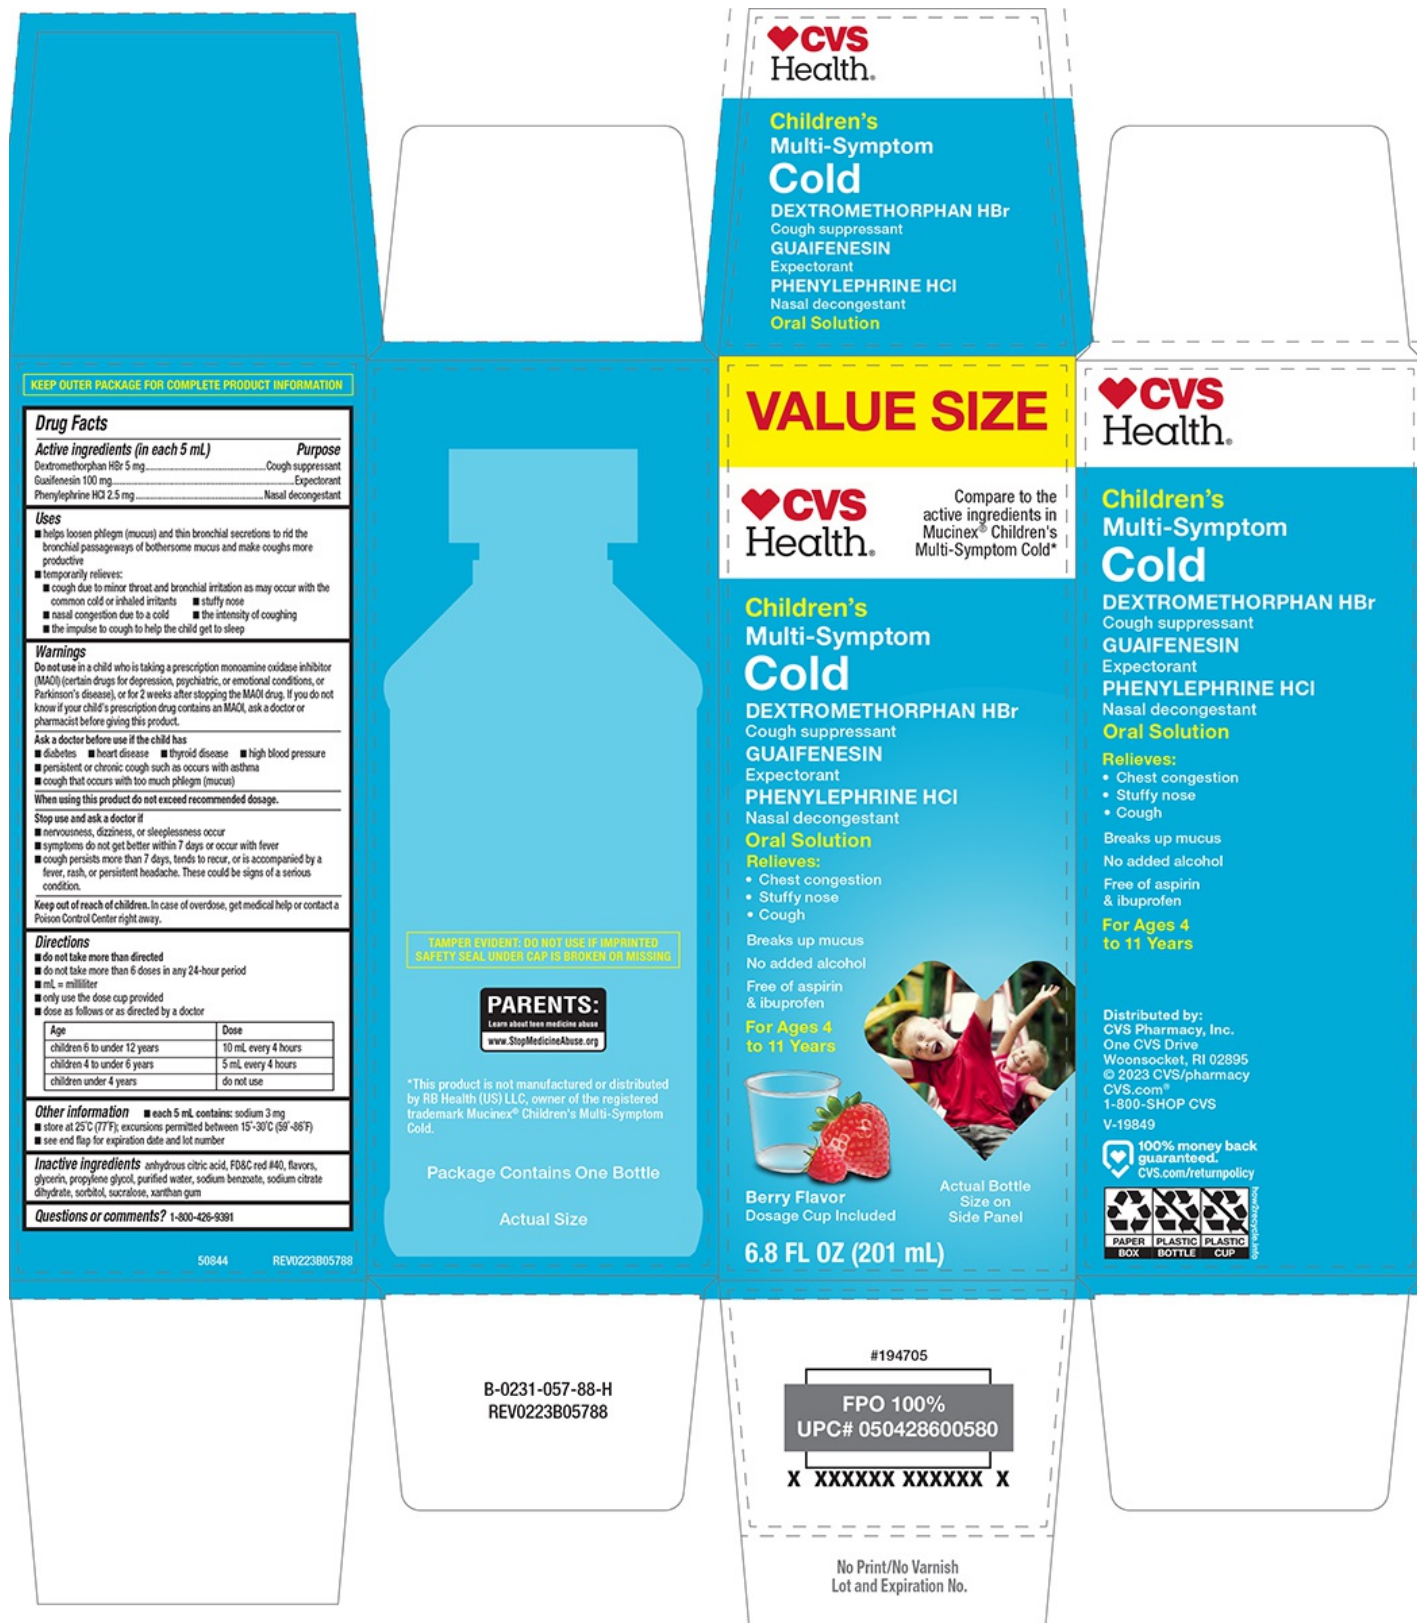 CVS
Health®
Children's
Multi-Symptom
Cold
DEXTROMETHORPHAN HBr
Cough suppressant
GUAIFENESIN
Expectorant
PHENYLEPHRINE HCl
Nasal decongestant
Oral Solution
KEEP OUTER PACKAGE FOR COMPLETE PRODUCT INFORMATION
Drug Facts
Active ingredients (in each 5 mL) Purpose
Dextromethorphan HBr 5 mg Cough suppressant
Guaifenesin 100 mg Expectorant
Phenylephrine HCl 2.5 mg Nasal decongestant
Uses
■ helps loosen phlegm (mucus) and thin bronchial secretions to rid the
bronchial passageways of bothersome mucus and make coughs more
productive
■ temporarily relieves:
■ cough due to minor throat and bronchial irritation as may occur with the
common cold or inhaled irritants ■ stuffy nose
■ nasal congestion due to a cold ■ the intensity of coughing
■ the impulse to cough to help the child get to sleep
Warnings
Do not use in a child who is taking a prescription monoamine oxidase inhibitor
(MAOI) (certain drugs for depression, psychiatric, or emotional conditions, or
Parkinson's disease), or for 2 weeks after stopping the MAOI drug. If you do not
know if your child's prescription drug contains an MAOI, ask a doctor or
pharmacist before giving this product.
Ask a doctor before use if the child has
■ diabetes ■ heart disease ■ thyroid disease ■ high blood pressure
■ persistent or chronic cough such as occurs with asthma
■ cough that occurs with too much phlegm (mucus)
When using this product do not exceed recommended dosage.
Stop use and ask a doctor if
■ nervousness, dizziness, or sleeplessness occur
■ symptoms do not get better within 7 days or occur with fever
■ cough persists more than 7 days, tends to recur, or is accompanied by a
fever, rash, or persistent headache. These could be signs of a serious
condition.
Keep out of reach of children. In case of overdose, get medical help or contact a
Poison Control Center right away.
Directions
■ do not take more than directed
■ do not take more than 6 doses in any 24-hour period
■ mL = milliliter
■ only use the dose cup provided
■ dose as follows or as directed by a doctor
Age Dose
children 6 to under 12 years 10 mL every 4 hours
children 4 to under 6 years 5 mL every 4 hours
children under 4 years do not use
Other information ■ each 5 mL contains: sodium 3 mg
■ store at 25°C (77°F); excursions permitted between 15°-30°C (59°-86°F)
■ see end flap for expiration date and lot number
Inactive ingredients anhydrous citric acid, FD&C red #40, flavors,
glycerin, propylene glycol, purified water, sodium benzoate, sodium citrate
dihydrate, sorbitol, sucralose, xanthan gum
Questions or comments? 1-800-426-9391
50844 REV0223B05788
TAMPER EVIDENT: DO NOT USE IF IMPRINTED
SAFETY SEAL UNDER CAP IS BROKEN OR MISSING
PARENTS:
Learn about teen medicine abuse
www.StopMedicineAbuse.org
*This product is not manufactured or distributed
by RB Health (US) LLC, owner of the registered
trademark Mucinex® Children's Multi-Symptom
Cold.
Package Contains One Bottle
Actual Size
B-0231-057-88-H
REV0223B05788
VALUE SIZE
CVS
Health®
Compare to the
active ingredients in
Mucinex® Children's
Multi-Symptom Cold*
Children's
Multi-Symptom
Cold
DEXTROMETHORPHAN HBr
Cough suppressant
GUAIFENESIN
Expectorant
PHENYLEPHRINE HCl
Nasal decongestant
Oral Solution
Relieves:
• Chest congestion
• Stuffy nose
• Cough
Breaks up mucus
No added alcohol
Free of aspirin
& ibuprofen
For Ages 4
to 11 Years
Berry Flavor
Dosage Cup Included
Actual Bottle
Size on
Side Panel
6.8 FL OZ (201 mL)
#194705
FPO 100%
UPC# 050428600580
X XXXXXX XXXXXX X
No Print/No Varnish
Lot and Expiration No.
CVS
Health®
Children's
Multi-Symptom
Cold
DEXTROMETHORPHAN HBr
Cough suppressant
GUAIFENESIN
Expectorant
PHENYLEPHRINE HCl
Nasal decongestant
Oral Solution
Relieves:
• Chest congestion
• Stuffy nose
• Cough
Breaks up mucus
No added alcohol
Free of aspirin
& ibuprofen
For Ages 4
to 11 Years
Distributed by:
CVS Pharmacy, Inc.
One CVS Drive
Woonsocket, RI 02895
© 2023 CVS/pharmacy
CVS.com®
1-800-SHOP CVS
V-19849
100% money back
guaranteed.
CVS.com/returnpolicy
PAPER PLASTIC PLASTIC
BOX BOTTLE CUP
how2recycle.info